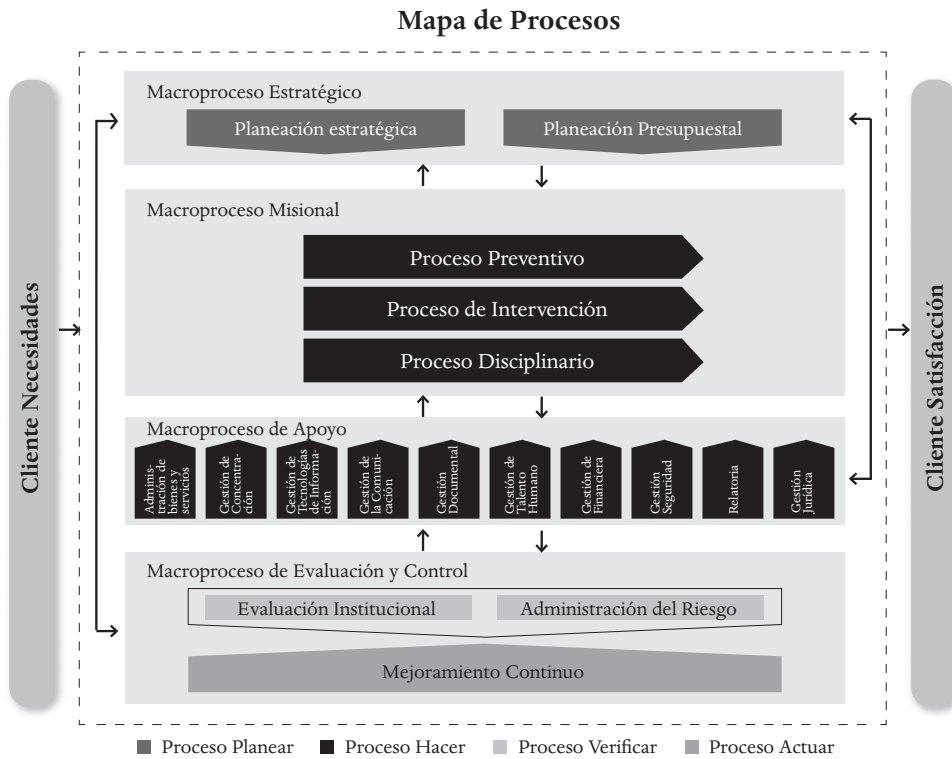 Mapa de Procesos
Cliente Necesidades
Macroproceso Estratégico
Planeación estratégica
Planeación Presupuestal
Macroproceso Misional
Proceso Preventivo
Proceso de Intervención
Proceso Disciplinario
Macroproceso de Apoyo
Adminis-
tración de
bienes y
servicios
Gestión de
Concentra-
ción
Gestión de
Tecnologías
de Informa-
ción
Gestión de
la Comuni-
cación
Gestión
Documental
Gestión de
Talento
Humano
Gestión de
Financiera
Gestión
Seguridad
Relatoria
Gestión
Jurídica
Macroproceso de Evaluación y Control
Evaluación Institucional
Administración del Riesgo
Mejoramiento Continuo
Cliente Satisfacción
Proceso Planear
Proceso Hacer
Proceso Verificar
Proceso Actuar